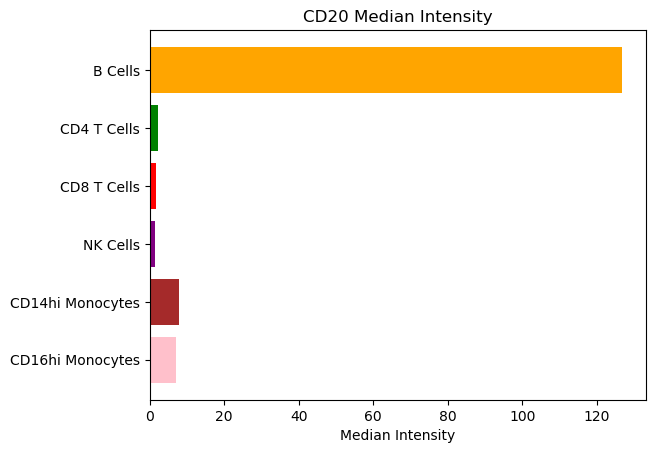 CD20 Median Intensity
B Cells
CD4 T Cells
CD8 T Cells
NK Cells
CD14hi Monocytes
CD16hi Monocytes
0 20 40 60 80 100 120
Median Intensity